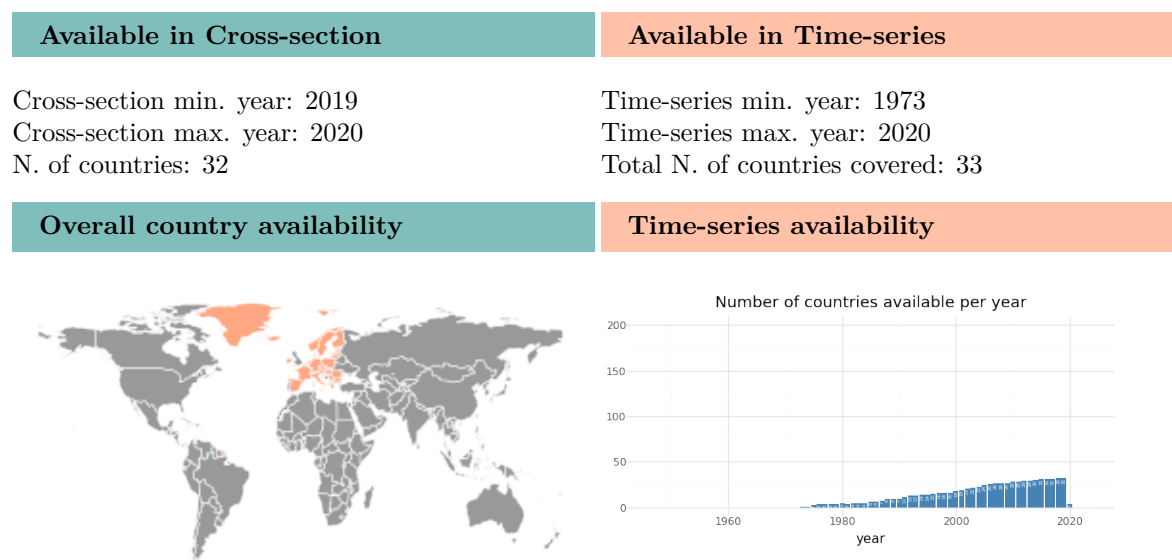 Available in Cross-section
Available in Time-series
Cross-section min. year: 2019
Cross-section max. year: 2020
N. of countries: 32
Time-series min. year: 1973
Time-series max. year: 2020
Total N. of countries covered: 33
Overall country availability
Time-series availability
Number of countries available per year
200
150
100
50
0
1960 1980 2000 2020
year